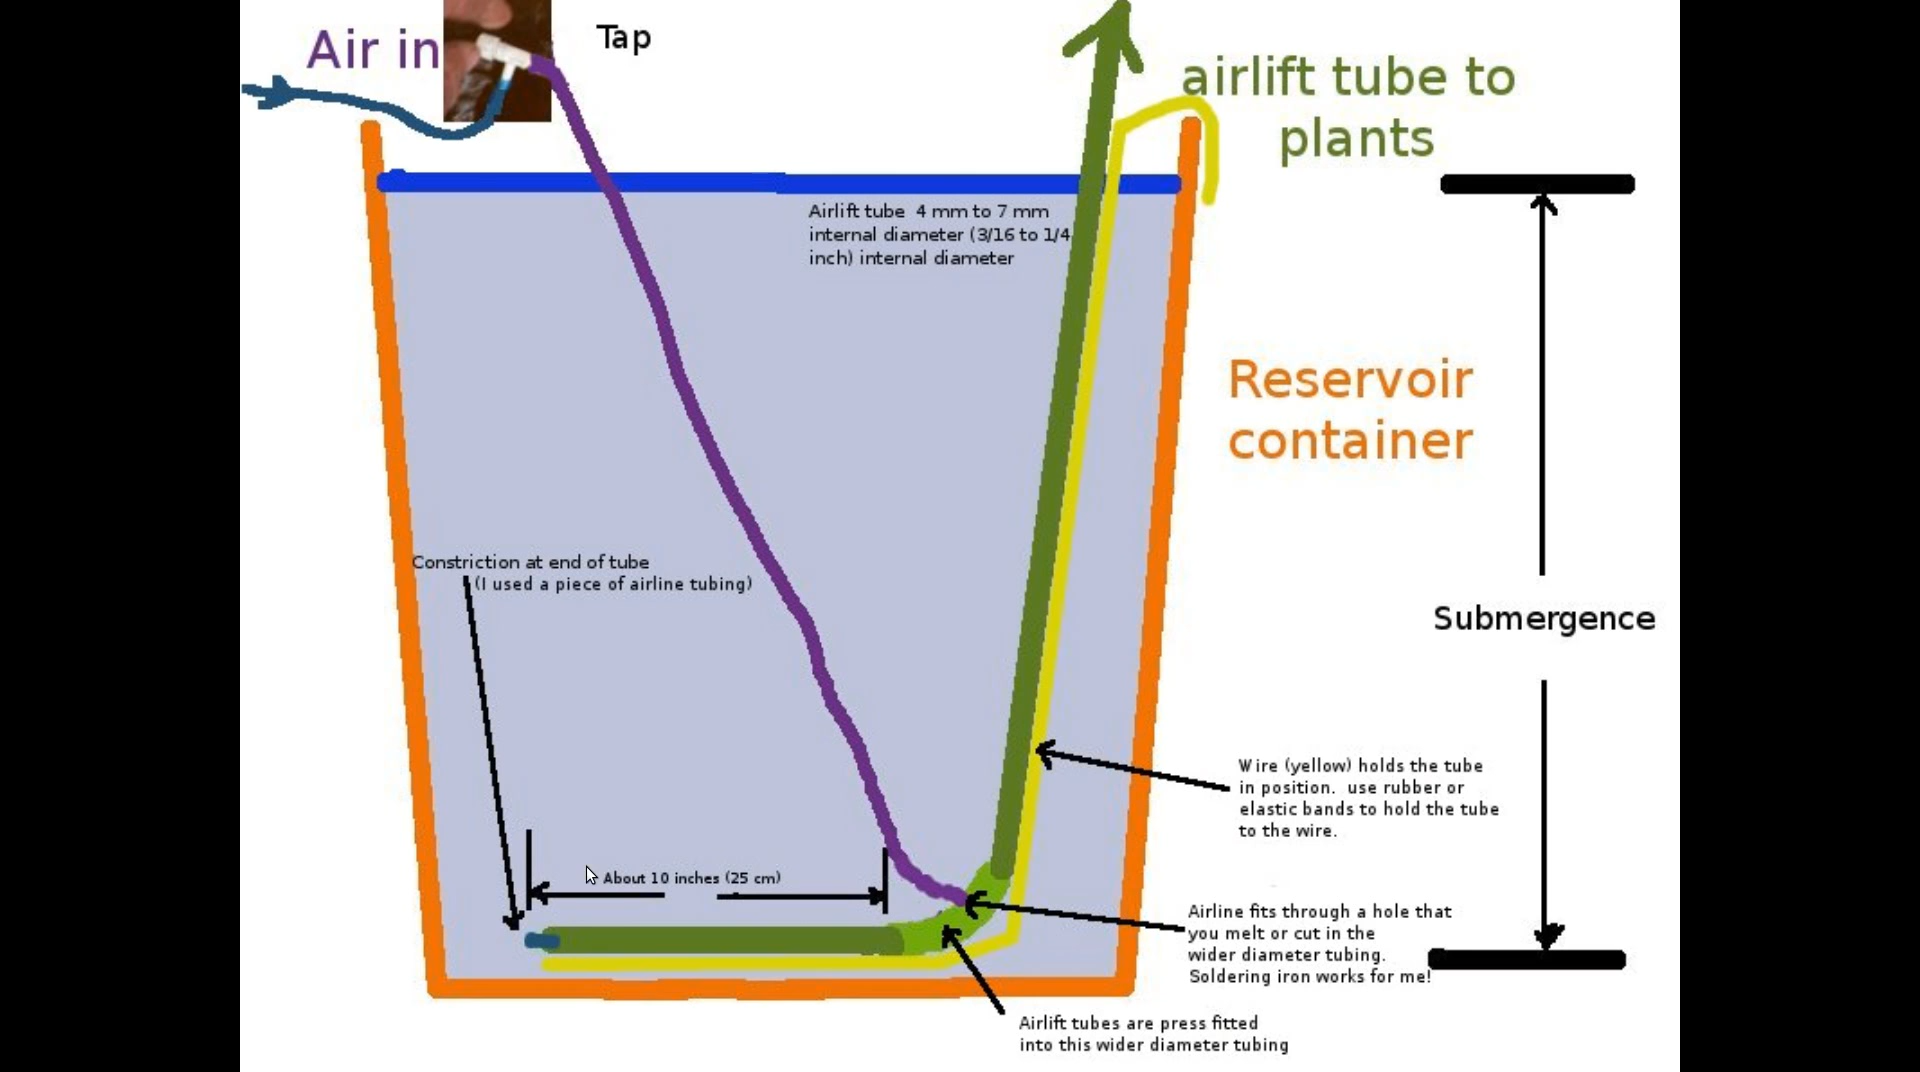 Air in
Tap
airlift tube to
plants
Airlift tube  4 mm to 7 mm
internal diameter (3/16 to 1/4
inch) internal diameter
Reservoir
container
Constriction at end of tube
(I used a piece of airline tubing)
Submergence
Wire (yellow) holds the tube
in position.  use rubber or
elastic bands to hold the tube
to the wire.
About 10 inches (25 cm)
Airline fits through a hole that
you melt or cut in the
wider diameter tubing.
Soldering iron works for me!
Airlift tubes are press fitted
into this wider diameter tubing